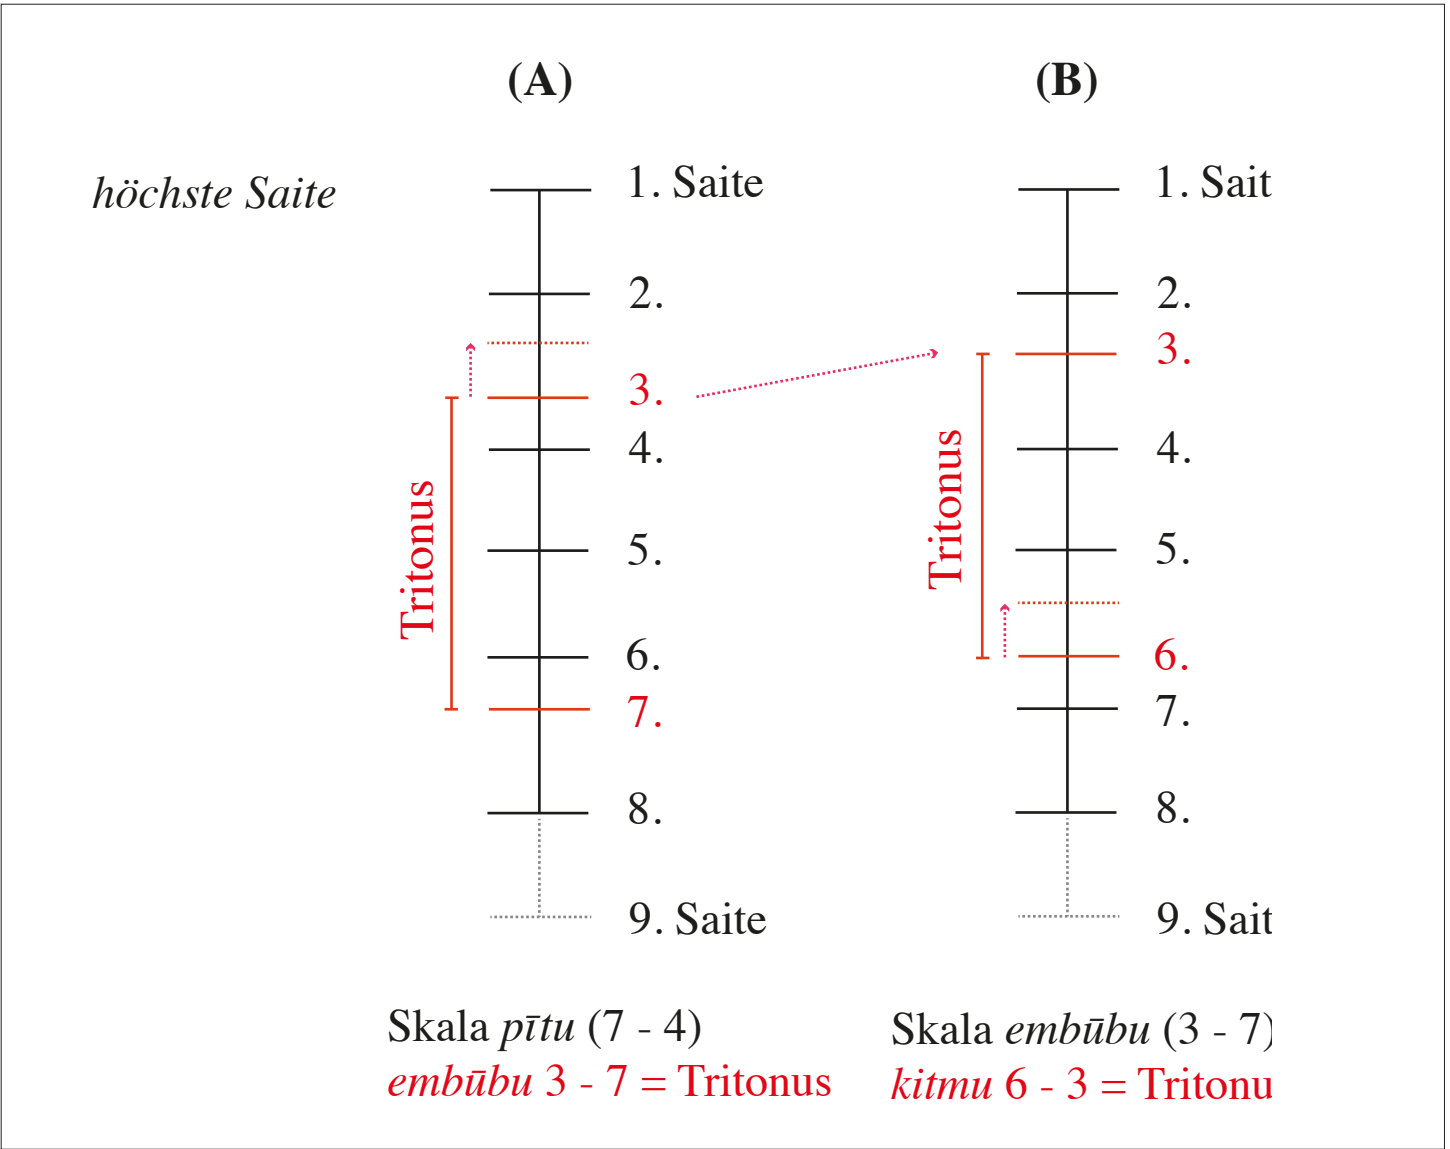 (A)
höchste Saite
1. Saite
2.
3.
4.
5.
6.
7.
8.
9. Saite
Tritonus
Skala pītu (7 - 4)
embūbu 3 - 7 = Tritonus
(B)
1. Sait
2.
3.
4.
5.
6.
7.
8.
9. Sait
Tritonus
Skala embūbu (3 - 7)
kitmu 6 - 3 = Tritonu